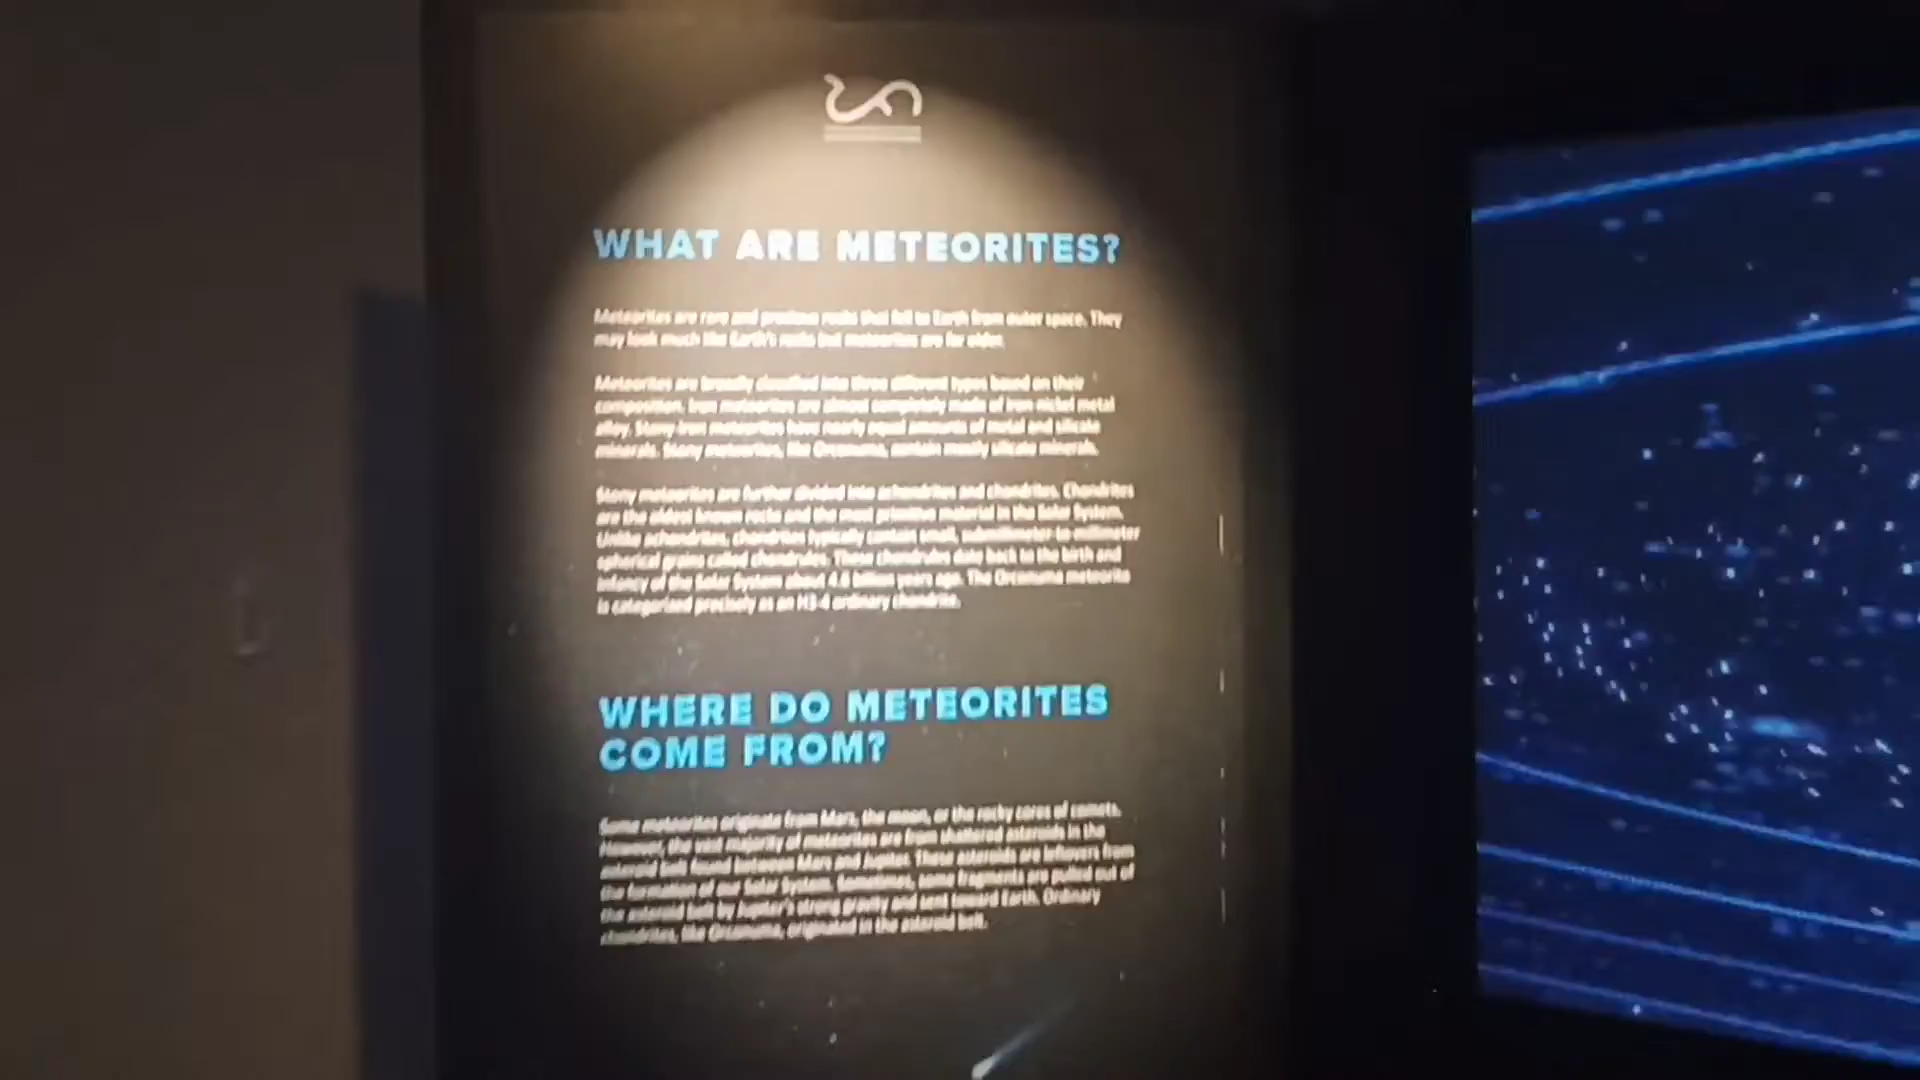 WHAT ARE METEORITES?
Meteorites are rare and precious rocks that fell to Earth from outer space. They
may look much like Earth's rocks but meteorites are far older.
Meteorites are broadly classified into three different types based on their
composition. Iron meteorites are almost completely made of iron nickel metal
alloy. Stony iron meteorites have nearly equal amounts of metal and silicate
minerals. Stony meteorites, like Orconuma, contain mostly silicate minerals.
Stony meteorites are further divided into achondrites and chondrites. Chondrites
are the oldest known rocks and the most primitive material in the Solar System.
Unlike achondrites, chondrites typically contain small, submillimeter to millimeter
spherical grains called chondrules. These chondrules date back to the birth and
infancy of the Solar System about 4.6 billion years ago. The Orconuma meteorite
is categorized precisely as an H3-4 ordinary chondrite.
WHERE DO METEORITES
COME FROM?
Some meteorites originate from Mars, the moon, or the rocky cores of comets.
However, the vast majority of meteorites are from shattered asteroids in the
asteroid belt found between Mars and Jupiter. These asteroids are leftovers from
the formation of our Solar System. Sometimes, some fragments are pulled out of
the asteroid belt by Jupiter's strong gravity and sent toward Earth. Ordinary
chondrites, like Orconuma, originated in the asteroid belt.